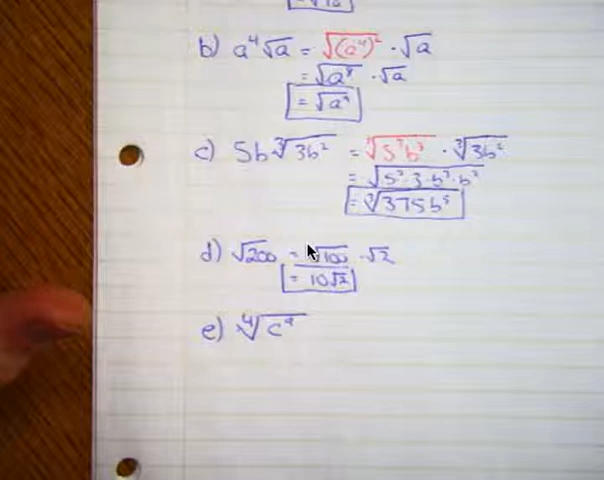 b) a⁴√a = √(a⁴)² · √a
= √a⁸ · √a
= √a⁹
c) 5b∛3b² = ∛5³b³ · ∛3b²
= √5³·3·b³·b²
= ∛375b⁵
d) √200 = √100 · √2
= 10√2
e) ∜c⁹